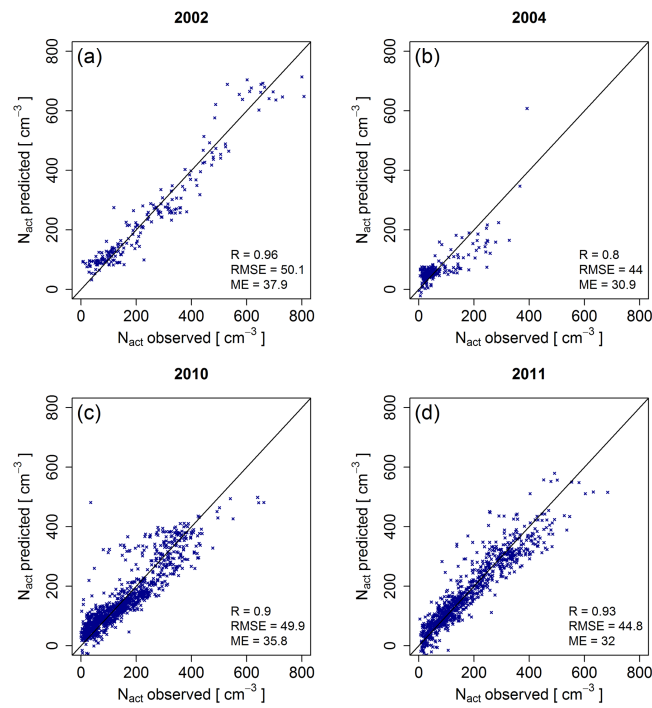 2002
2004
(a)
800
600
400
200
0
N_act predicted [ cm⁻³ ]
R = 0.96
RMSE = 50.1
ME = 37.9
0 200 400 600 800
N_act observed [ cm⁻³ ]
(b)
800
600
400
200
0
N_act predicted [ cm⁻³ ]
R = 0.8
RMSE = 44
ME = 30.9
0 200 400 600 800
N_act observed [ cm⁻³ ]
2010
2011
(c)
800
600
400
200
0
N_act predicted [ cm⁻³ ]
R = 0.9
RMSE = 49.9
ME = 35.8
0 200 400 600 800
N_act observed [ cm⁻³ ]
(d)
800
600
400
200
0
N_act predicted [ cm⁻³ ]
R = 0.93
RMSE = 44.8
ME = 32
0 200 400 600 800
N_act observed [ cm⁻³ ]